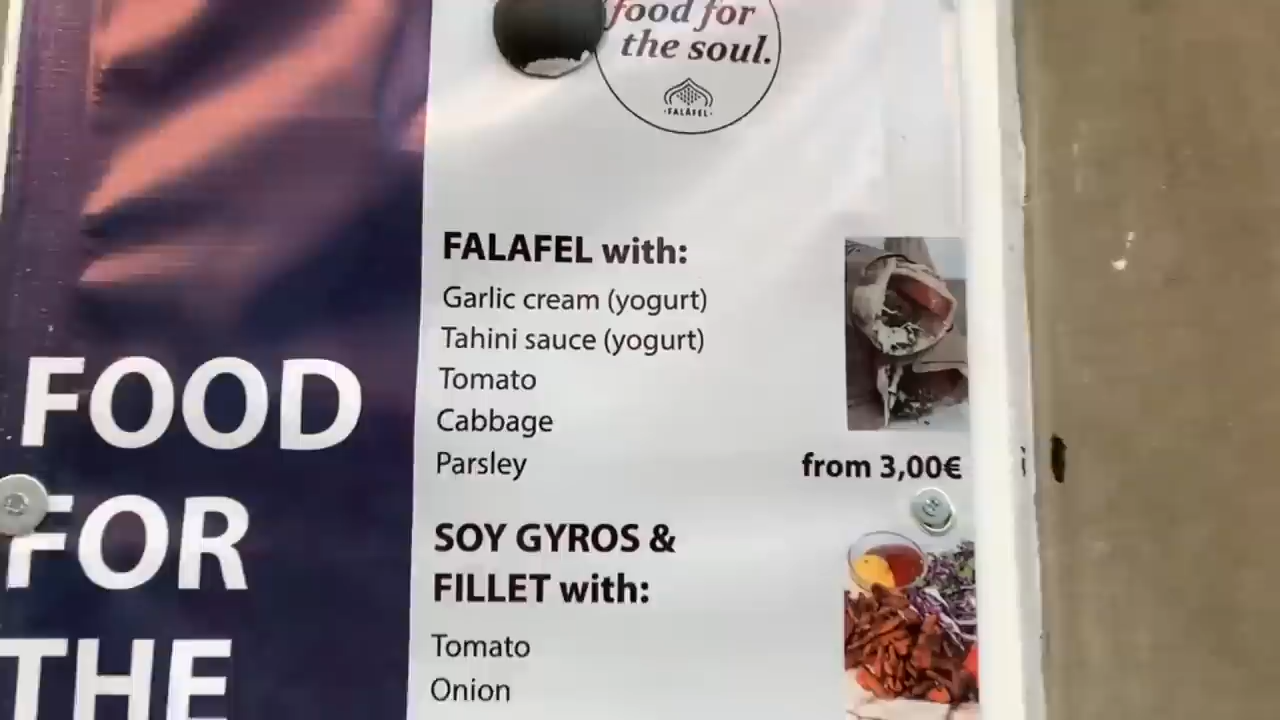 food for
the soul.
·FALAFEL·
FALAFEL with:
Garlic cream (yogurt)
Tahini sauce (yogurt)
Tomato
Cabbage
Parsley
from 3,00€
SOY GYROS &
FILLET with:
Tomato
Onion
FOOD
FOR
THE